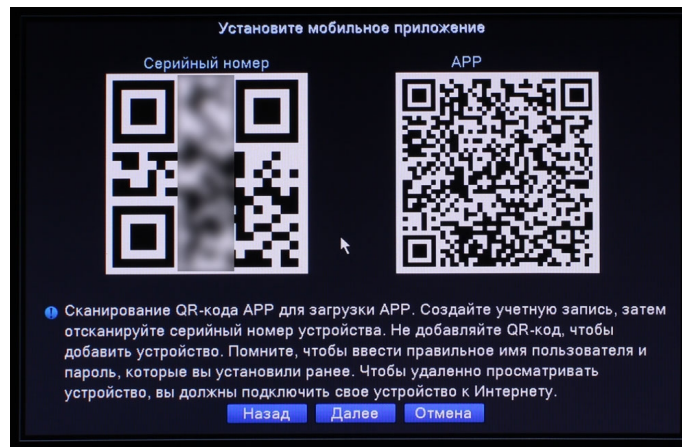 Установите мобильное приложение
Серийный номер
APP
Сканирование QR-кода APP для загрузки APP. Создайте учетную запись, затем
отсканируйте серийный номер устройства. Не добавляйте QR-код, чтобы
добавить устройство. Помните, чтобы ввести правильное имя пользователя и
пароль, которые вы установили ранее. Чтобы удаленно просматривать
устройство, вы должны подключить свое устройство к Интернету.
Назад
Далее
Отмена